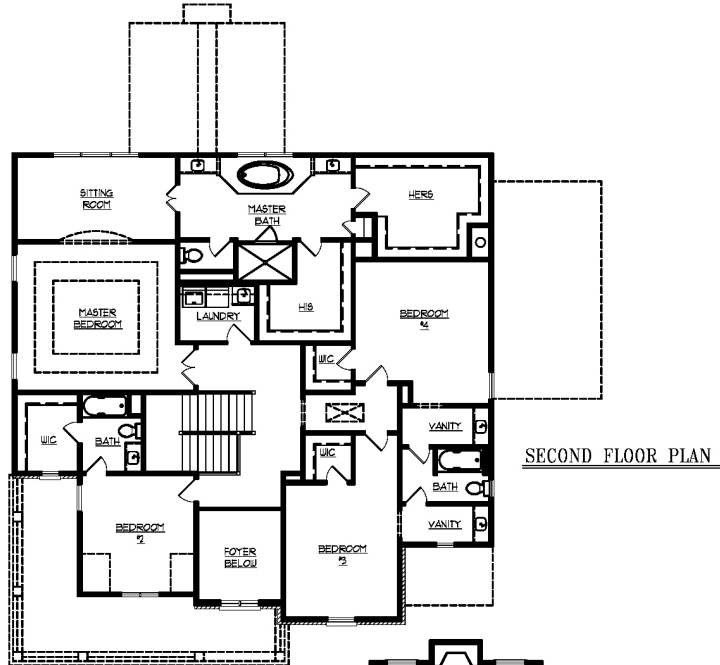 SITTING
ROOM
MASTER
BATH
HERS
MASTER
BEDROOM
LAUNDRY
HIS
BEDROOM
#4
WIC
WIC
BATH
VANITY
WIC
SECOND FLOOR PLAN
BATH
BEDROOM
#2
FOYER
BELOW
BEDROOM
#3
VANITY